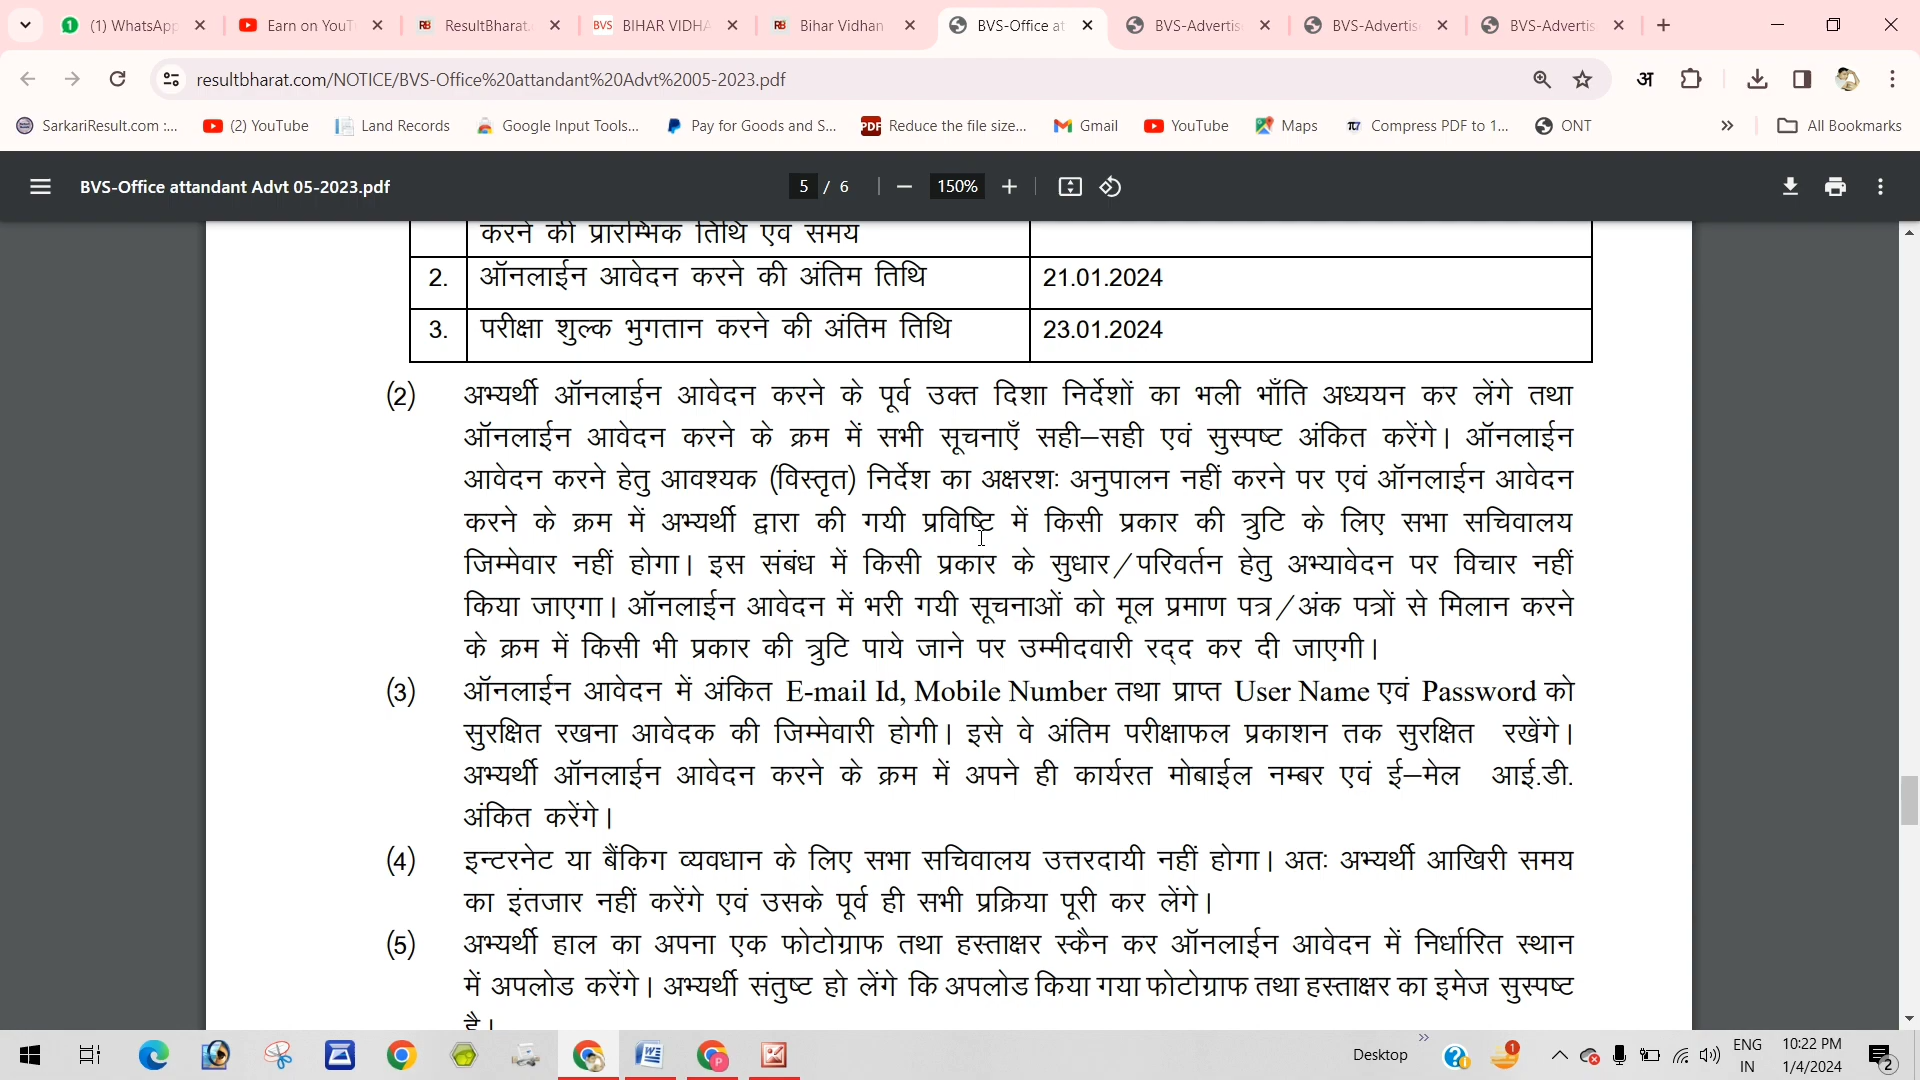 (1) WhatsApp
Earn on YouT
ResultBharat.
BVS BIHAR VIDHA
Bihar Vidhan
BVS-Office at
BVS-Advertis
BVS-Advertis
BVS-Advertis
resultbharat.com/NOTICE/BVS-Office%20attandant%20Advt%2005-2023.pdf
अ
SarkariResult.com :...
(2) YouTube
Land Records
Google Input Tools...
Pay for Goods and S...
PDF Reduce the file size...
Gmail
YouTube
Maps
Compress PDF to 1...
ONT
All Bookmarks
BVS-Office attandant Advt 05-2023.pdf
5 / 6
150%
करने की प्रारम्भिक तिथि एवं समय
2. ऑनलाईन आवेदन करने की अंतिम तिथि 21.01.2024
3. परीक्षा शुल्क भुगतान करने की अंतिम तिथि 23.01.2024
(2) अभ्यर्थी ऑनलाईन आवेदन करने के पूर्व उक्त दिशा निर्देशों का भली भाँति अध्ययन कर लेंगे तथा
ऑनलाईन आवेदन करने के क्रम में सभी सूचनाएँ सही–सही एवं सुस्पष्ट अंकित करेंगे। ऑनलाईन
आवेदन करने हेतु आवश्यक (विस्तृत) निर्देश का अक्षरशः अनुपालन नहीं करने पर एवं ऑनलाईन आवेदन
करने के क्रम में अभ्यर्थी द्वारा की गयी प्रविष्टि में किसी प्रकार की त्रुटि के लिए सभा सचिवालय
जिम्मेवार नहीं होगा। इस संबंध में किसी प्रकार के सुधार/परिवर्तन हेतु अभ्यावेदन पर विचार नहीं
किया जाएगा। ऑनलाईन आवेदन में भरी गयी सूचनाओं को मूल प्रमाण पत्र/अंक पत्रों से मिलान करने
के क्रम में किसी भी प्रकार की त्रुटि पाये जाने पर उम्मीदवारी रद्द कर दी जाएगी।
(3) ऑनलाईन आवेदन में अंकित E-mail Id, Mobile Number तथा प्राप्त User Name एवं Password को
सुरक्षित रखना आवेदक की जिम्मेवारी होगी। इसे वे अंतिम परीक्षाफल प्रकाशन तक सुरक्षित रखेंगे।
अभ्यर्थी ऑनलाईन आवेदन करने के क्रम में अपने ही कार्यरत मोबाईल नम्बर एवं ई–मेल आई.डी.
अंकित करेंगे।
(4) इन्टरनेट या बैंकिग व्यवधान के लिए सभा सचिवालय उत्तरदायी नहीं होगा। अतः अभ्यर्थी आखिरी समय
का इंतजार नहीं करेंगे एवं उसके पूर्व ही सभी प्रक्रिया पूरी कर लेंगे।
(5) अभ्यर्थी हाल का अपना एक फोटोग्राफ तथा हस्ताक्षर स्कैन कर ऑनलाईन आवेदन में निर्धारित स्थान
में अपलोड करेंगे। अभ्यर्थी संतुष्ट हो लेंगे कि अपलोड किया गया फोटोग्राफ तथा हस्ताक्षर का इमेज सुस्पष्ट
है।
Desktop
1
ENG
IN
10:22 PM
1/4/2024
2